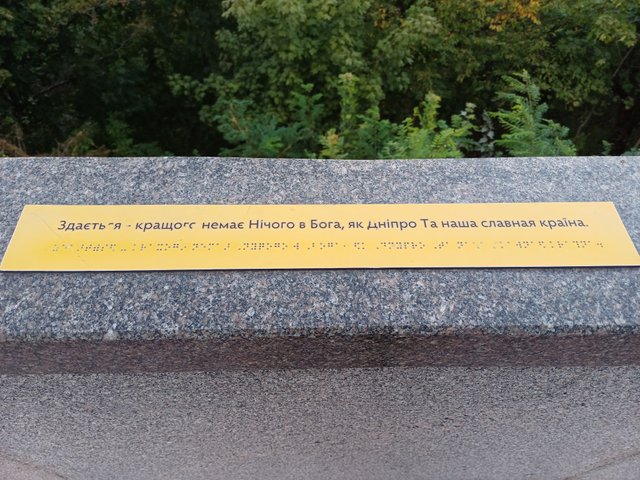 Здається - кращого немає Нічого в Бога, як Дніпро Та наша славная країна.